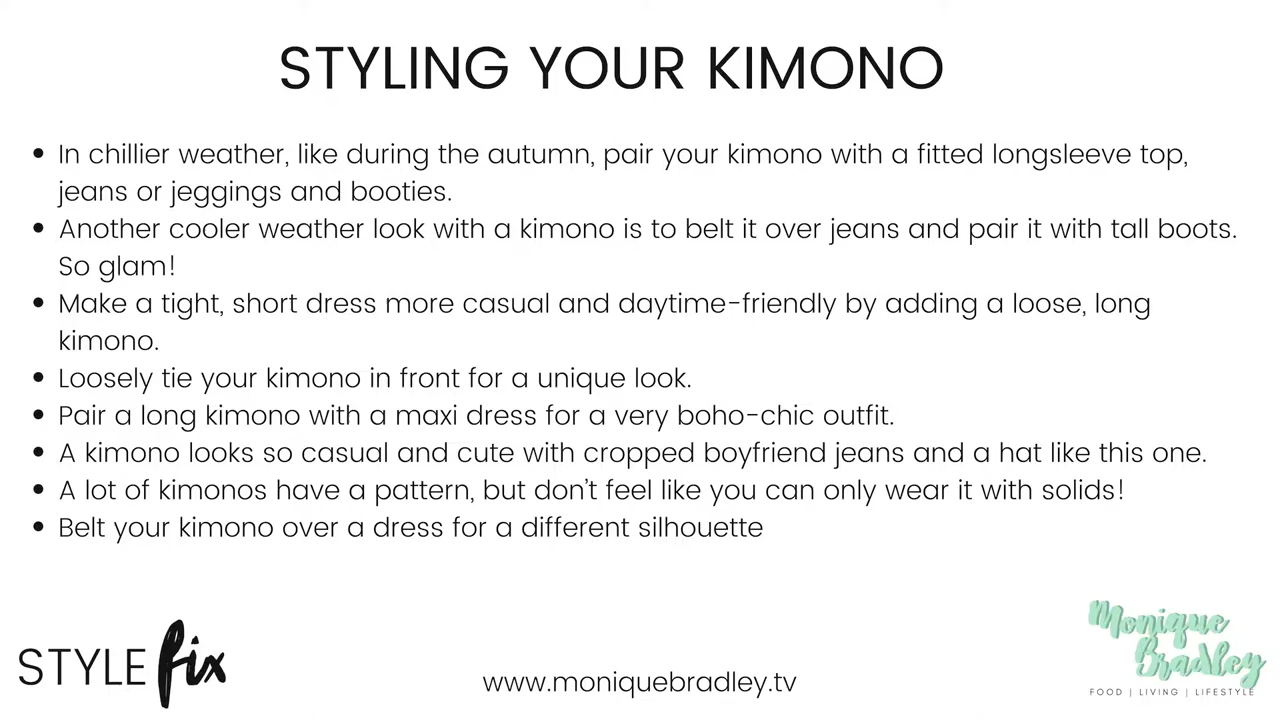 STYLING YOUR KIMONO
• In chillier weather, like during the autumn, pair your kimono with a fitted longsleeve top,
jeans or jeggings and booties.
• Another cooler weather look with a kimono is to belt it over jeans and pair it with tall boots.
So glam!
• Make a tight, short dress more casual and daytime-friendly by adding a loose, long
kimono.
• Loosely tie your kimono in front for a unique look.
• Pair a long kimono with a maxi dress for a very boho-chic outfit.
• A kimono looks so casual and cute with cropped boyfriend jeans and a hat like this one.
• A lot of kimonos have a pattern, but don’t feel like you can only wear it with solids!
• Belt your kimono over a dress for a different silhouette
STYLE fix
www.moniquebradley.tv
Monique
Bradley
FOOD | LIVING | LIFESTYLE